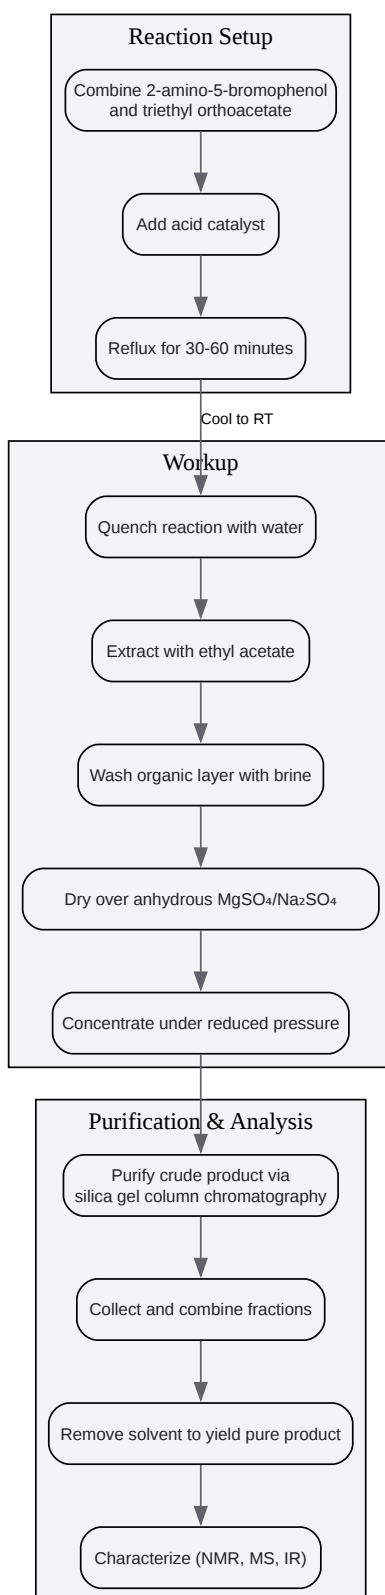 Reaction Setup
Combine 2-amino-5-bromophenol
and triethyl orthoacetate
Add acid catalyst
Reflux for 30-60 minutes
Cool to RT
Workup
Quench reaction with water
Extract with ethyl acetate
Wash organic layer with brine
Dry over anhydrous MgSO₄/Na₂SO₄
Concentrate under reduced pressure
Purification & Analysis
Purify crude product via
silica gel column chromatography
Collect and combine fractions
Remove solvent to yield pure product
Characterize (NMR, MS, IR)